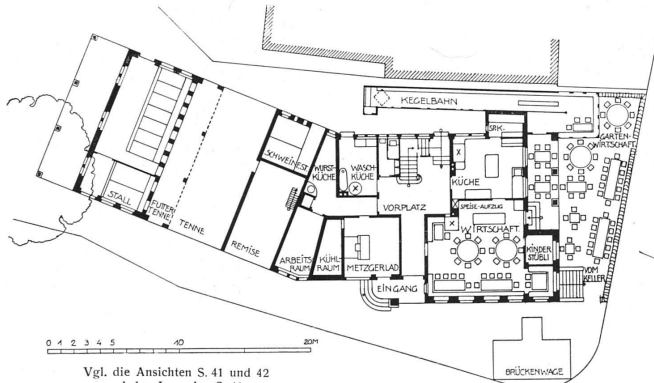 KEGELBAHN
GARTEN-
WIRTSCHAFT
SRK.
SCHWEINEST.
WURST-
KÜCHE
WASCH-
KÜCHE
KÜCHE
STALL
FUTTER-
TENNE
TENNE
REMISE
VORPLATZ
SPEISE-AUFZUG
WIRTSCHAFT
KINDER
STÜBLI
ARBEITS
RAUM
KÜHL-
RAUM
METZGERLAD.
EINGANG
VOM
KELLER
BRÜCKENWAGE
0 1 2 3 4 5 10 20M
Vgl. die Ansichten S. 41 und 42